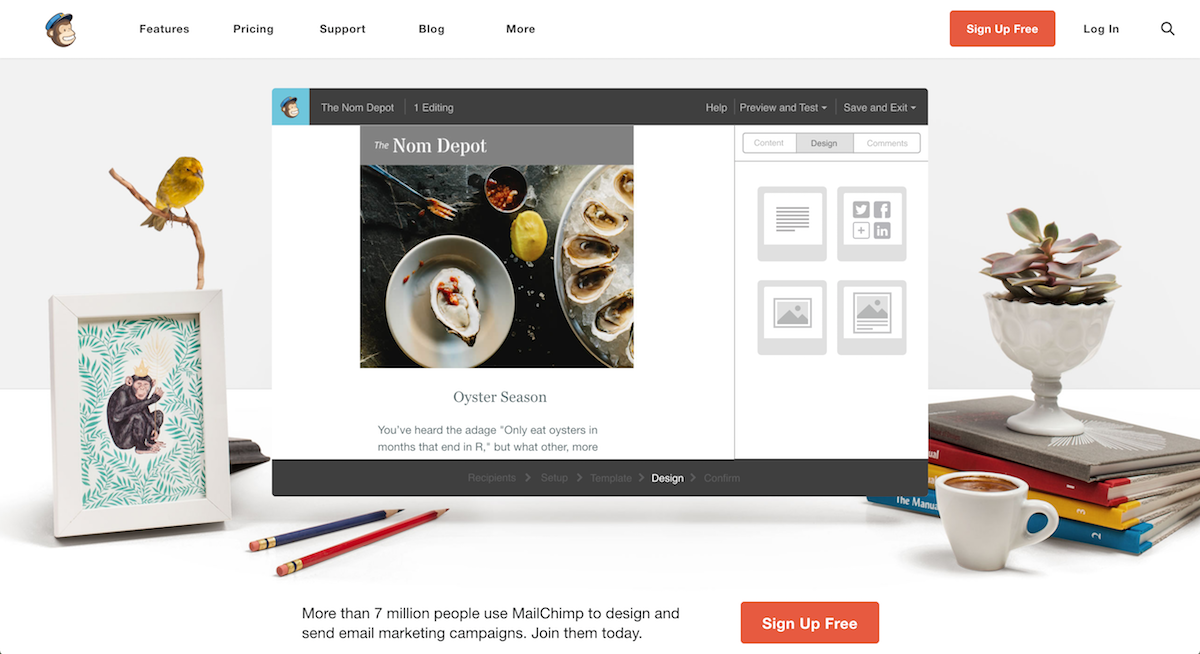 Features Pricing Support Blog More Sign Up Free Log In
The Nom Depot 1 Editing Help Preview and Test Save and Exit
The Nom Depot
Content Design Comments
Oyster Season
You've heard the adage "Only eat oysters in
months that end in R," but what other, more
Recipients Setup Template Design Confirm
The Manua
3
2
More than 7 million people use MailChimp to design and
send email marketing campaigns. Join them today.
Sign Up Free